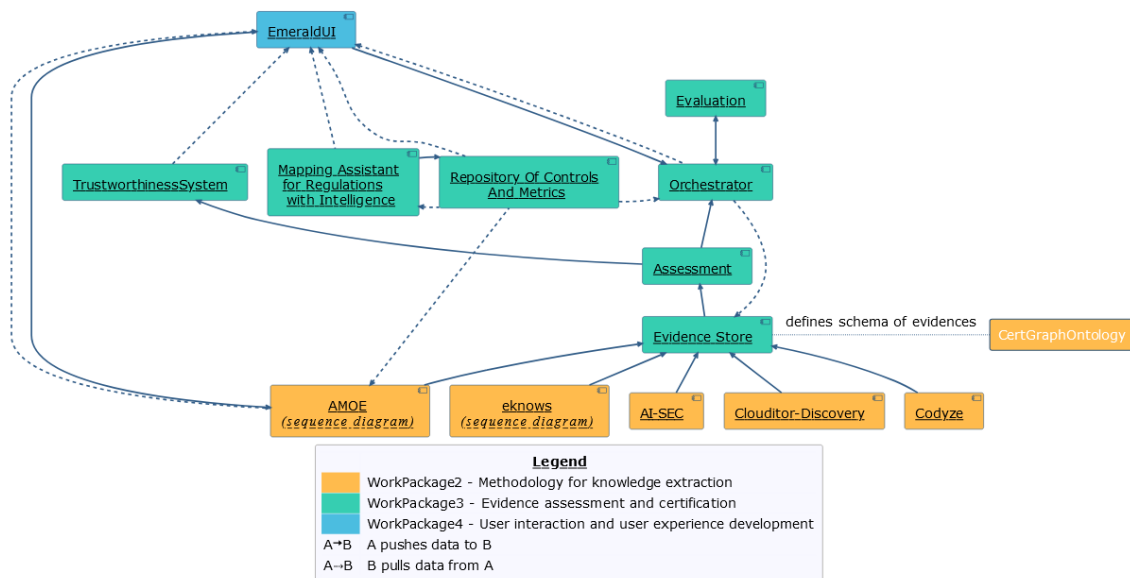 EmeraldUI
Evaluation
TrustworthinessSystem
Mapping Assistant
for Regulations
with Intelligence
Repository Of Controls
And Metrics
Orchestrator
Assessment
Evidence Store
defines schema of evidences
CertGraphOntology
AMOE
(sequence diagram)
eknows
(sequence diagram)
AI-SEC
Clouditor-Discovery
Codyze
Legend
WorkPackage2 - Methodology for knowledge extraction
WorkPackage3 - Evidence assessment and certification
WorkPackage4 - User interaction and user experience development
A→B A pushes data to B
A→B B pulls data from A